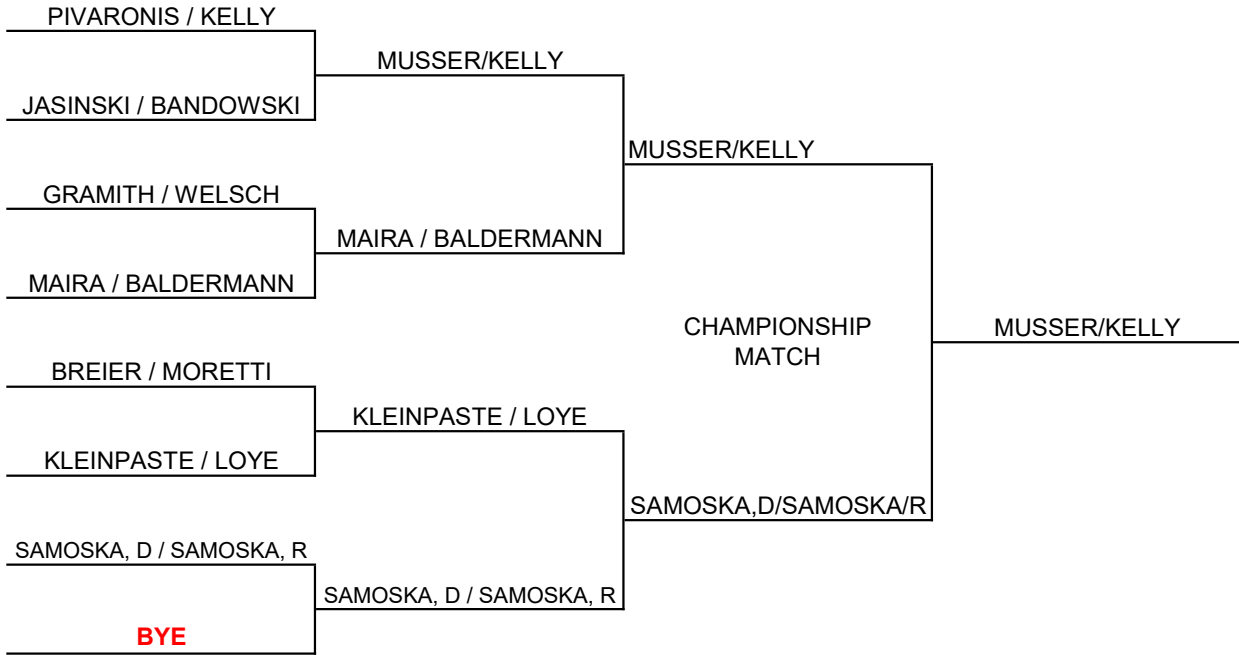 PIVARONIS / KELLY
MUSSER/KELLY
JASINSKI / BANDOWSKI
MUSSER/KELLY
GRAMITH / WELSCH
MAIRA / BALDERMANN
MAIRA / BALDERMANN
CHAMPIONSHIP
MATCH
MUSSER/KELLY
BREIER / MORETTI
KLEINPASTE / LOYE
KLEINPASTE / LOYE
SAMOSKA,D/SAMOSKA/R
SAMOSKA, D / SAMOSKA, R
SAMOSKA, D / SAMOSKA, R
BYE